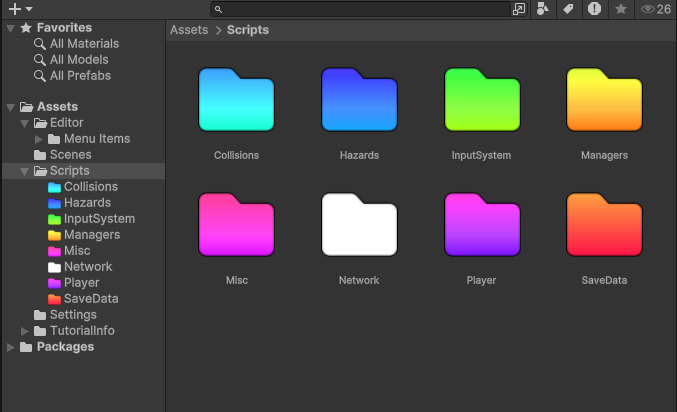 26
Favorites
All Materials
All Models
All Prefabs
Assets
Editor
Menu Items
Scenes
Scripts
Collisions
Hazards
InputSystem
Managers
Misc
Network
Player
SaveData
Settings
TutorialInfo
Packages
Assets > Scripts
Collisions Hazards InputSystem Managers
Misc Network Player SaveData